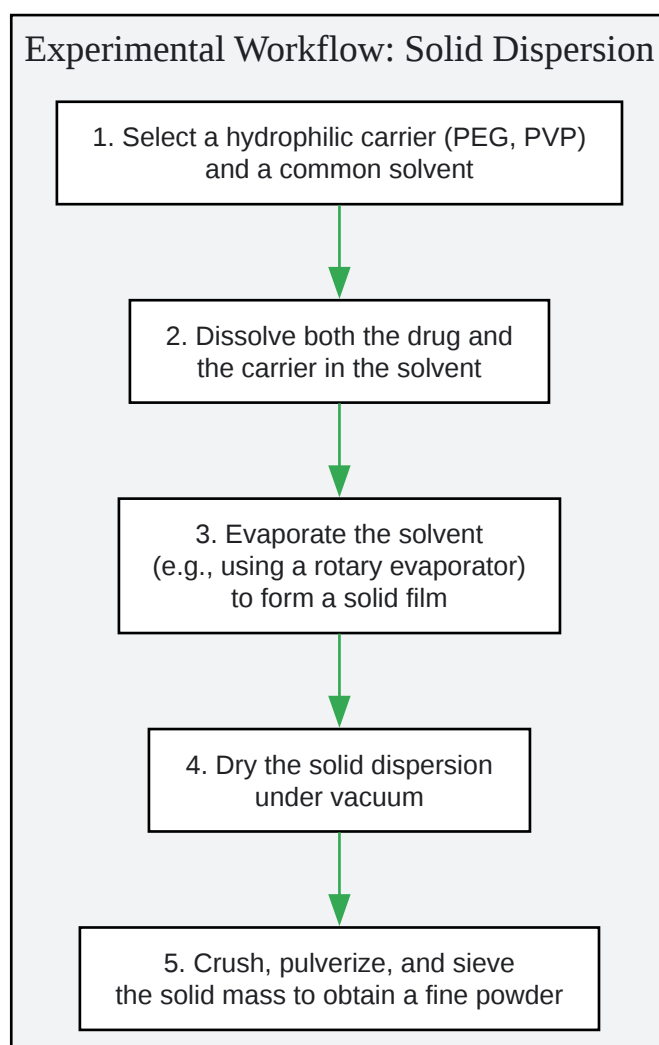 Experimental Workflow: Solid Dispersion
1. Select a hydrophilic carrier (PEG, PVP)
and a common solvent
2. Dissolve both the drug and
the carrier in the solvent
3. Evaporate the solvent
(e.g., using a rotary evaporator)
to form a solid film
4. Dry the solid dispersion
under vacuum
5. Crush, pulverize, and sieve
the solid mass to obtain a fine powder